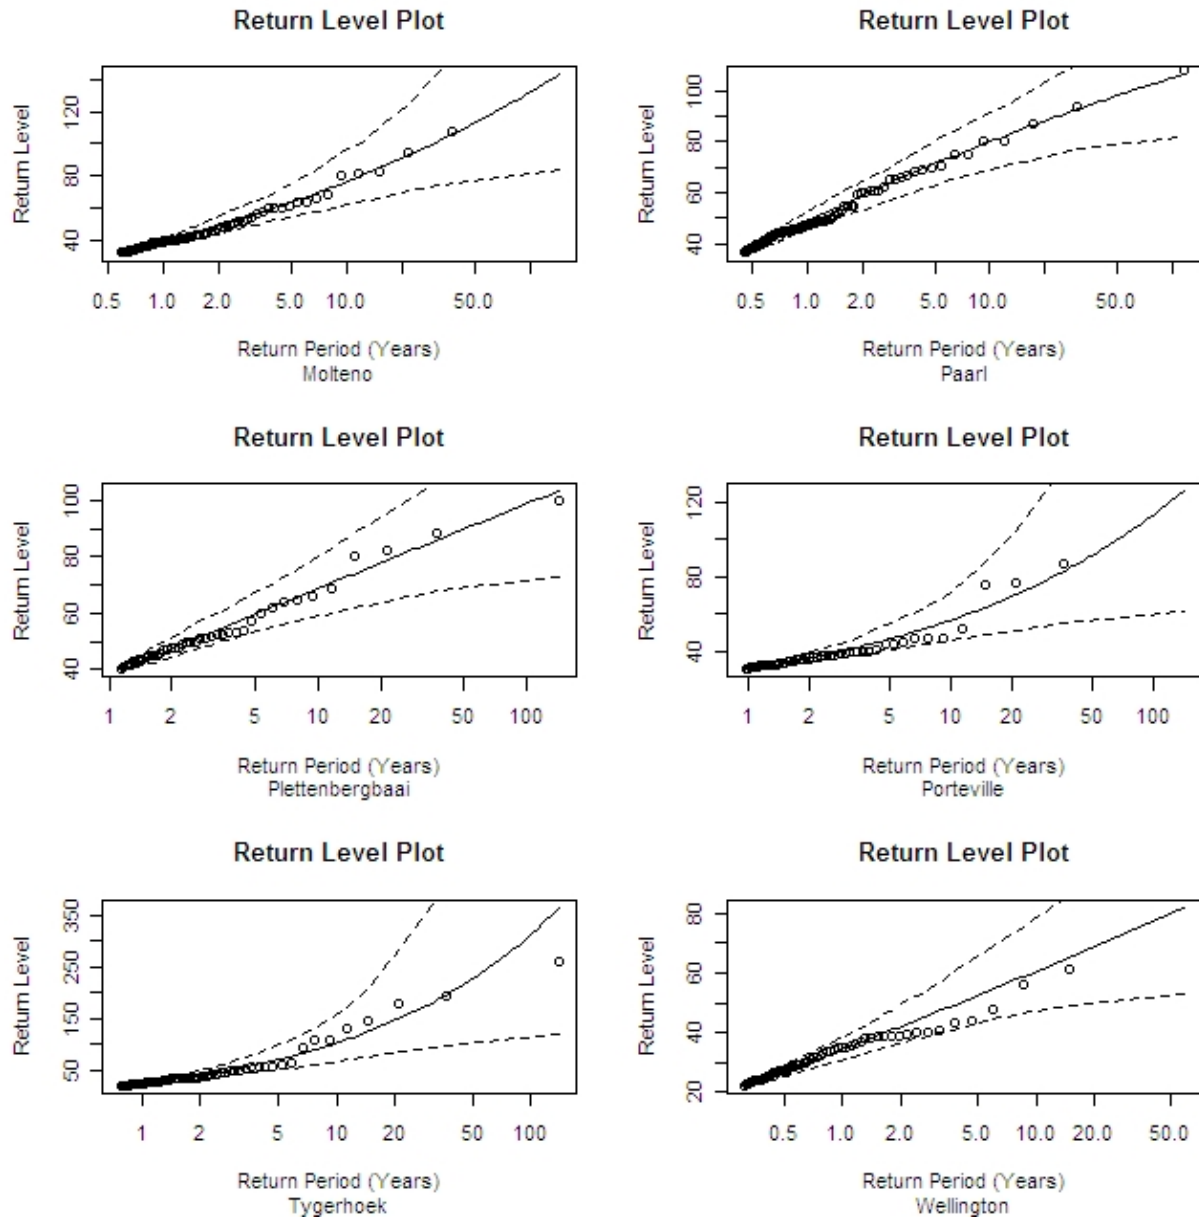 Return Level Plot
Return Level
40
80
120
0.5 1.0 2.0 5.0 10.0 50.0
Return Period (Years)
Molteno
Return Level Plot
Return Level
40
60
80
100
0.5 1.0 2.0 5.0 10.0 50.0
Return Period (Years)
Paarl
Return Level Plot
Return Level
40
60
80
100
1 2 5 10 20 50 100
Return Period (Years)
Plettenbergbaai
Return Level Plot
Return Level
40
80
120
1 2 5 10 20 50 100
Return Period (Years)
Porteville
Return Level Plot
Return Level
50
150
250
350
1 2 5 10 20 50 100
Return Period (Years)
Tygerhoek
Return Level Plot
Return Level
20
40
60
80
0.5 1.0 2.0 5.0 10.0 20.0 50.0
Return Period (Years)
Wellington